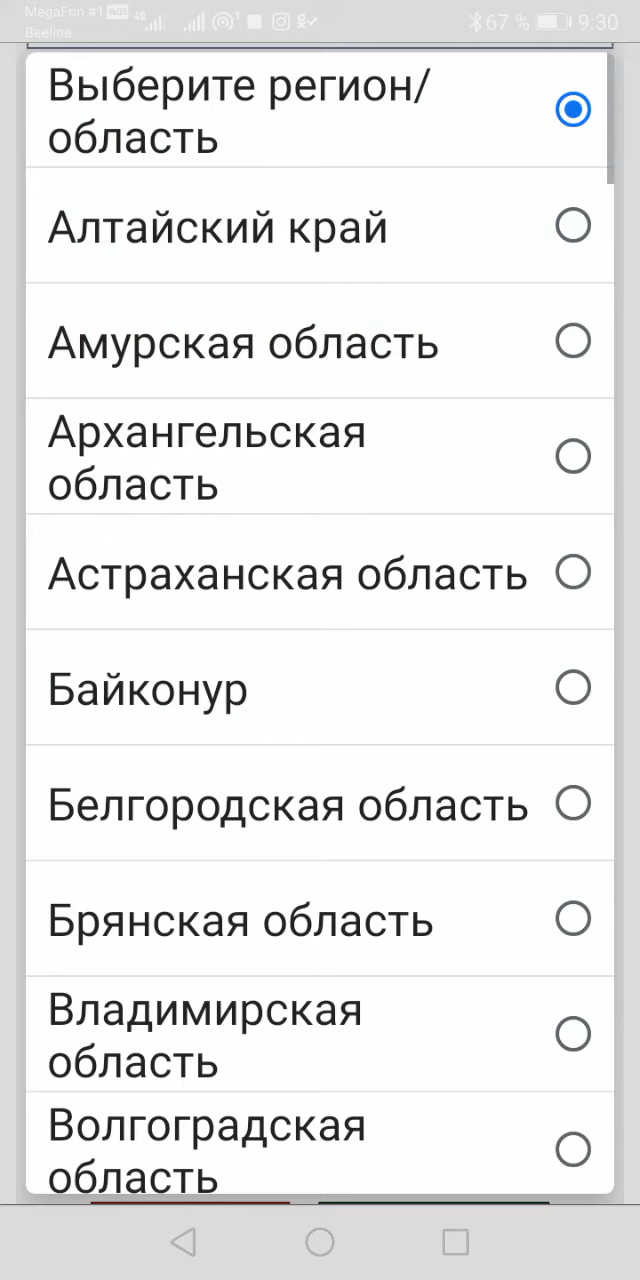 MegaFon #1
Beeline
67 %
9:30
Выберите регион/
область
Алтайский край
Амурская область
Архангельская
область
Астраханская область
Байконур
Белгородская область
Брянская область
Владимирская
область
Волгоградская
область